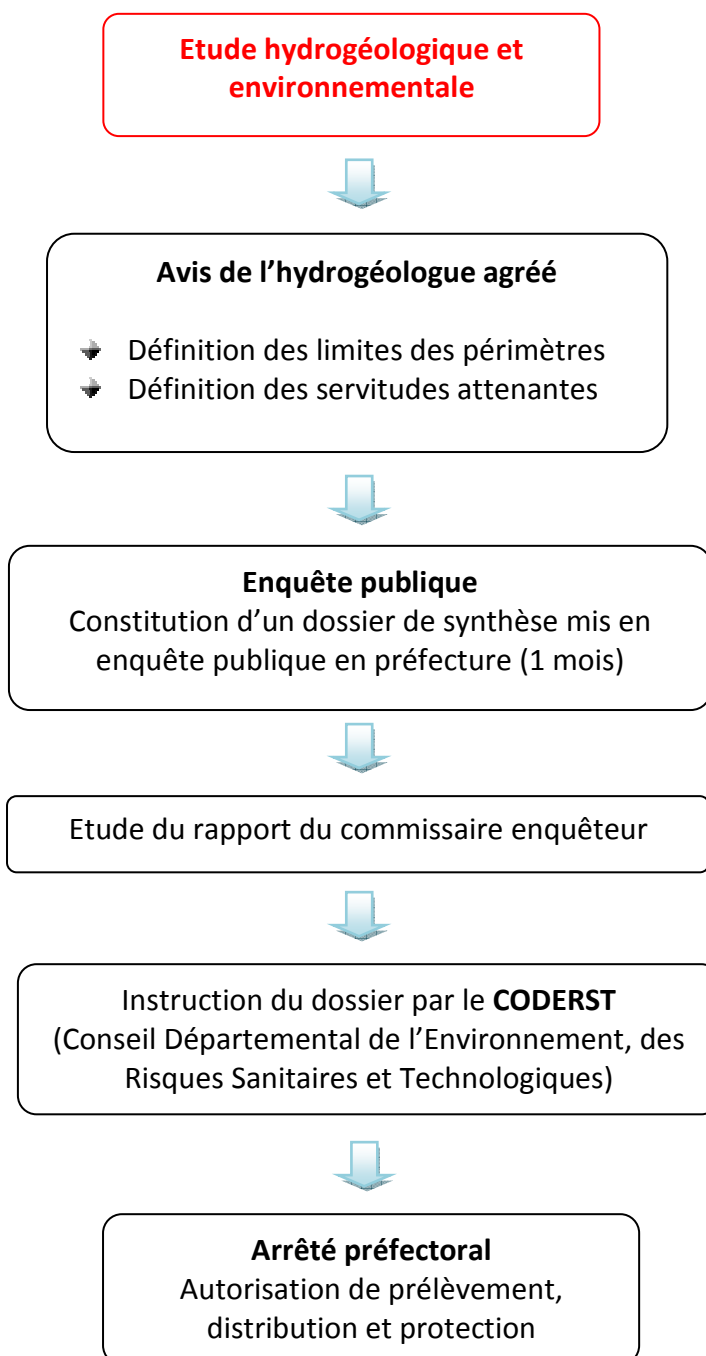 Etude hydrogéologique et
environnementale
Avis de l’hydrogéologue agréé
Définition des limites des périmètres
Définition des servitudes attenantes
Enquête publique
Constitution d’un dossier de synthèse mis en
enquête publique en préfecture (1 mois)
Etude du rapport du commissaire enquêteur
Instruction du dossier par le CODERST
(Conseil Départemental de l’Environnement, des
Risques Sanitaires et Technologiques)
Arrêté préfectoral
Autorisation de prélèvement,
distribution et protection